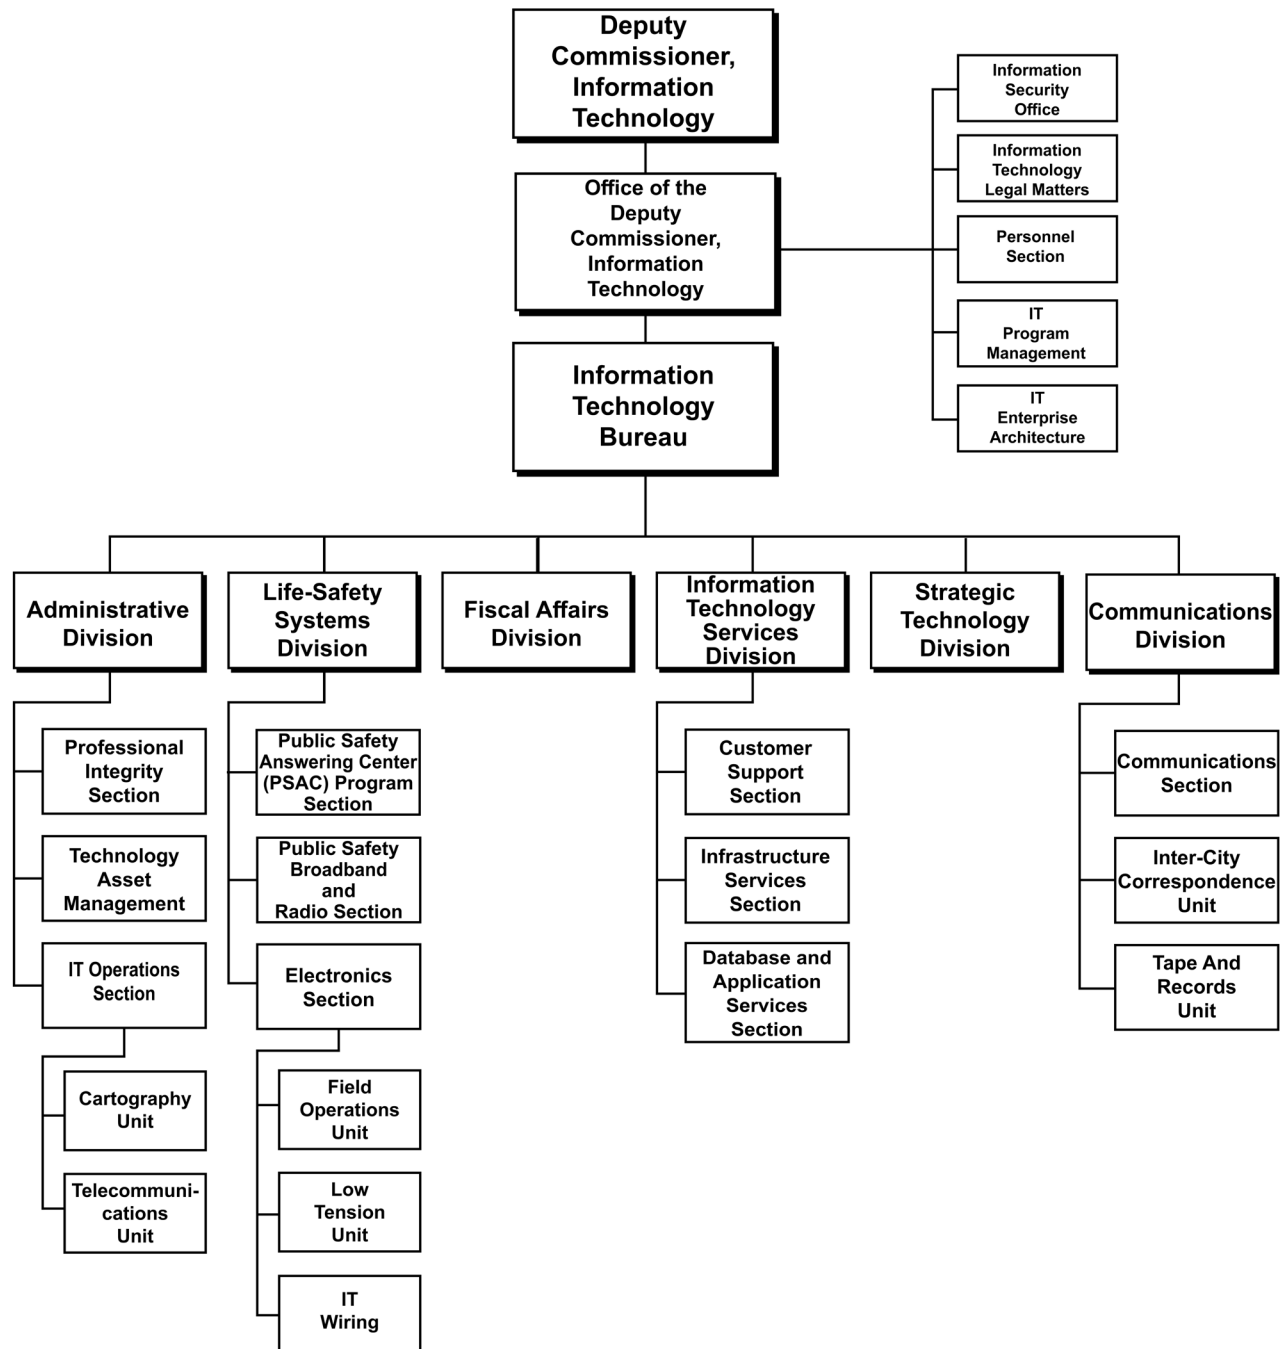 Deputy
Commissioner,
Information
Technology
Office of the
Deputy
Commissioner,
Information
Technology
Information
Security
Office
Information
Technology
Legal Matters
Personnel
Section
IT
Program
Management
IT
Enterprise
Architecture
Information
Technology
Bureau
Administrative
Division
Life-Safety
Systems
Division
Fiscal Affairs
Division
Information
Technology
Services
Division
Strategic
Technology
Division
Communications
Division
Professional
Integrity
Section
Technology
Asset
Management
IT Operations
Section
Cartography
Unit
Telecommuni-
cations
Unit
Public Safety
Answering Center
(PSAC) Program
Section
Public Safety
Broadband
and
Radio Section
Electronics
Section
Field
Operations
Unit
Low
Tension
Unit
IT
Wiring
Customer
Support
Section
Infrastructure
Services
Section
Database and
Application
Services
Section
Communications
Section
Inter-City
Correspondence
Unit
Tape And
Records
Unit